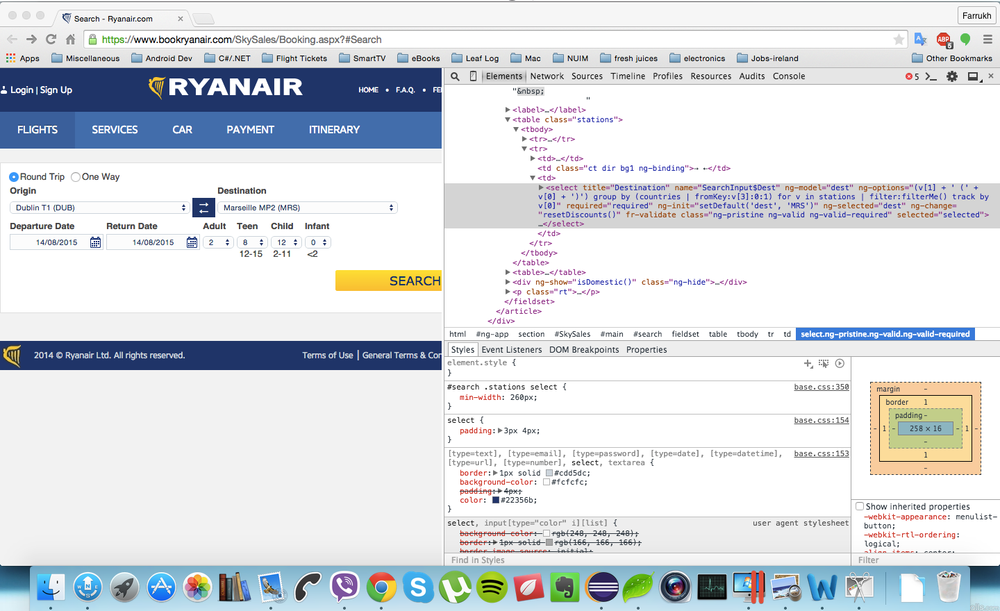 Search - Ryanair.com
Farrukh
https://www.bookryanair.com/SkySales/Booking.aspx?#Search
ABP
6
Apps Miscellaneous Android Dev C#/.NET Flight Tickets SmartTV eBooks Leaf Log Mac NUIM fresh juices electronics Jobs-ireland Other Bookmarks
Login | Sign Up
RYANAIR
HOME • F.A.Q. • FE
FLIGHTS SERVICES CAR PAYMENT ITINERARY
Round Trip One Way
Origin Destination
Dublin T1 (DUB) Marseille MP2 (MRS)
Departure Date Return Date Adult Teen Child Infant
14/08/2015 14/08/2015 2 8 12 0
12-15 2-11 <2
SEARCH
2014 © Ryanair Ltd. All rights reserved. Terms of Use | General Terms & Cor
Elements Network Sources Timeline Profiles Resources Audits Console 5
"&nbsp;
"
<label>…</label>
<table class="stations">
<tbody>
<tr>…</tr>
<tr>
<td>…</td>
<td class="ct dir bg1 ng-binding">→ ←</td>
<td>
<select title="Destination" name="SearchInput$Dest" ng-model="dest" ng-options="(v[1] + ' (' +
v[0] + ')') group by (countries | fromKey:v[3]:0:1) for v in stations | filter:filterMe() track by
v[0]" required="required" ng-init="setDefault('dest', 'MRS')" ng-selected="dest" ng-change=
"resetDiscounts()" fr-validate class="ng-pristine ng-valid ng-valid-required" selected="selected">
…</select>
</td>
</tr>
</tbody>
</table>
<table>…</table>
<div ng-show="isDomestic()" class="ng-hide">…</div>
<p class="rt">…</p>
</fieldset>
</article>
</div>
html #ng-app section #SkySales #main #search fieldset table tbody tr td select.ng-pristine.ng-valid.ng-valid-required
Styles Event Listeners DOM Breakpoints Properties
element.style {
}
#search .stations select { base.css:350
min-width: 260px;
}
select { base.css:154
padding: 3px 4px;
}
[type=text], [type=email], [type=password], [type=date], [type=datetime], base.css:153
[type=url], [type=number], select, textarea {
border: 1px solid #cdd5dc;
background-color: #fcfcfc;
padding: 4px;
color: #22356b;
}
select, input[type="color" i][list] { user agent stylesheet
background-color: rgb(248, 248, 248);
border: 1px solid rgb(166, 166, 166);
border-image-source: initial;
Find in Styles
margin -
border 1
padding -
- 1 - 258 × 16 - 1 -
-
1
-
Show inherited properties
-webkit-appearance: menulist-
button;
-webkit-rtl-ordering:
logical;
align-items: center;
Filter